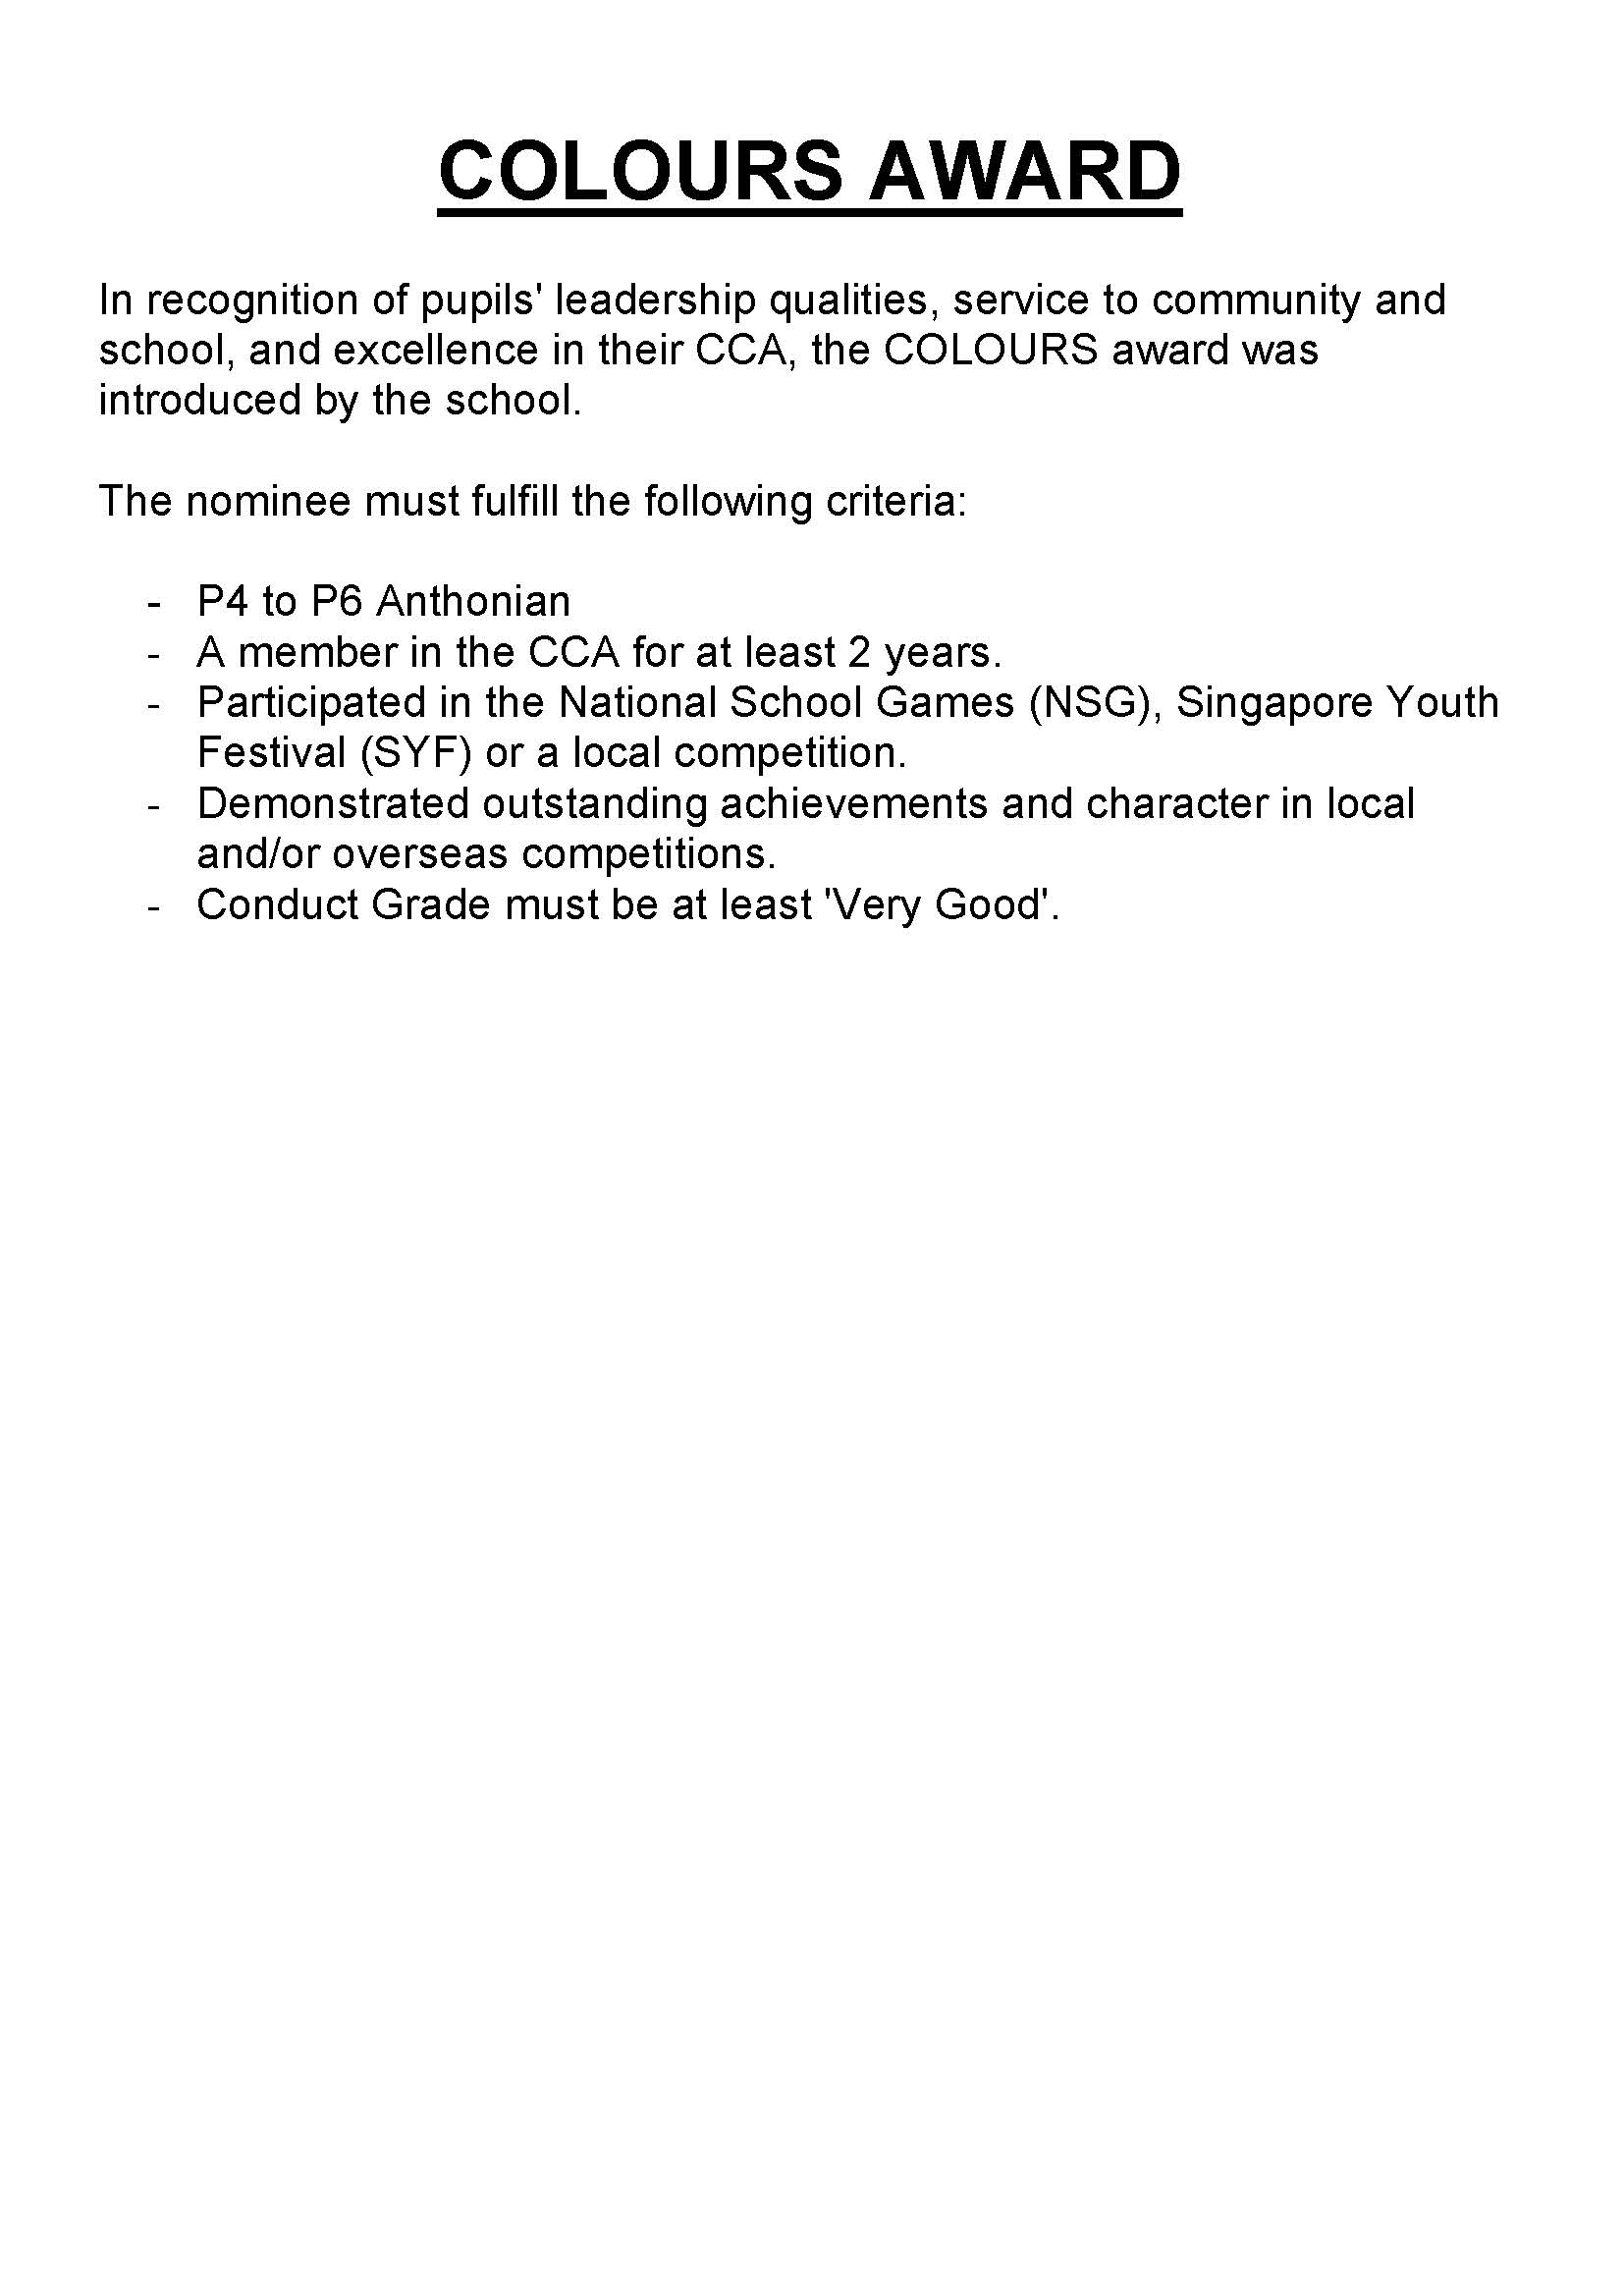 COLOURS AWARD
In recognition of pupils' leadership qualities, service to community and
school, and excellence in their CCA, the COLOURS award was
introduced by the school.
The nominee must fulfill the following criteria:
- P4 to P6 Anthonian
- A member in the CCA for at least 2 years.
- Participated in the National School Games (NSG), Singapore Youth
Festival (SYF) or a local competition.
- Demonstrated outstanding achievements and character in local
and/or overseas competitions.
- Conduct Grade must be at least 'Very Good'.